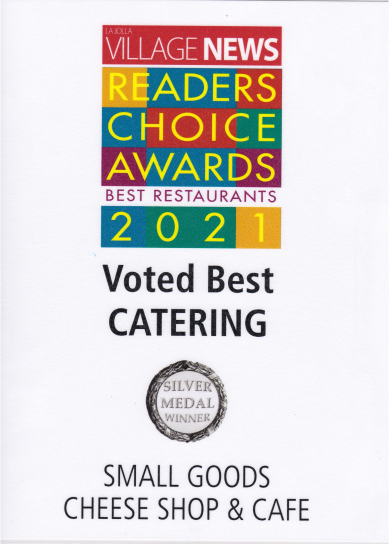 LA JOLLA
VILLAGE NEWS
READERS
CHOICE
AWARDS
BEST RESTAURANTS
2021
Voted Best
CATERING
SILVER
MEDAL
WINNER
SMALL GOODS
CHEESE SHOP & CAFE